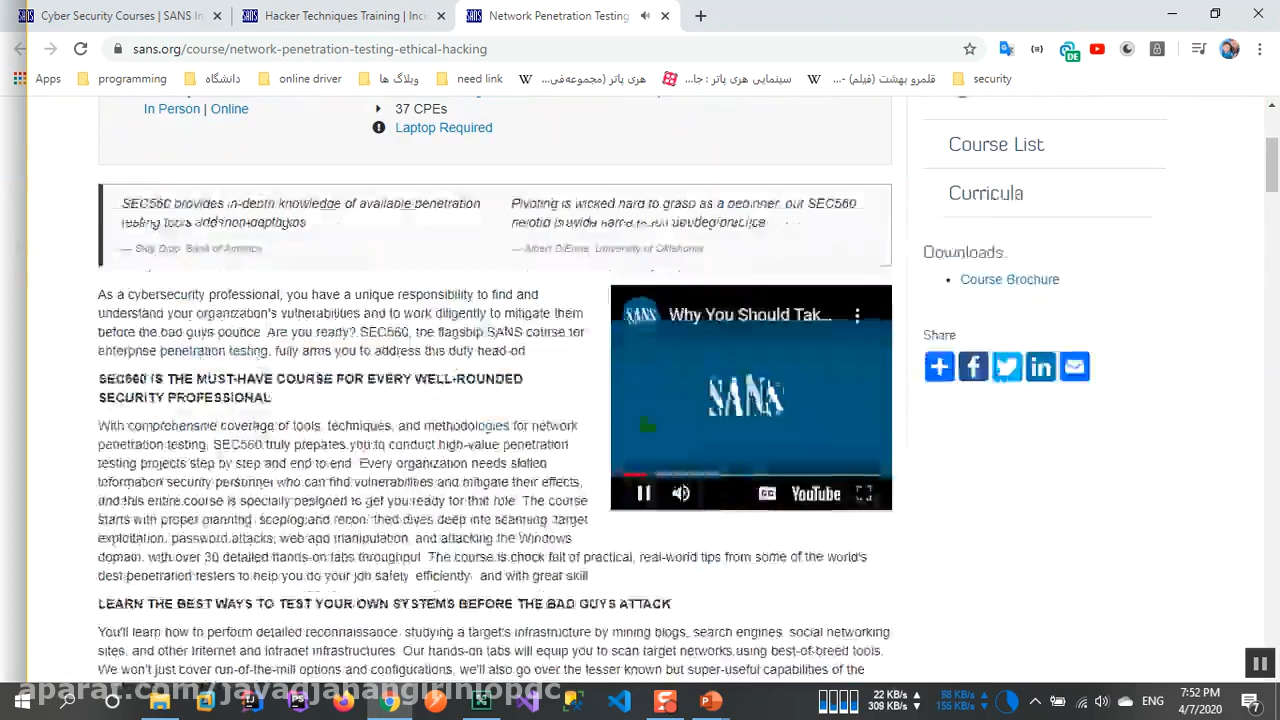 Cyber Security Courses | SANS In
Hacker Techniques Training | Inci
Network Penetration Testing
sans.org/course/network-penetration-testing-ethical-hacking
Apps
programming
دانشگاه
online driver
وبلاگ ها
need link
هری پاتر (مجموعه‌فی...
سینمایی هری پاتر : جا...
قلمرو بهشت (فیلم) -...
security
DE
In Person | Online
37 CPEs
Laptop Required
SEC560 provides in-depth knowledge of available penetration
testing tools and
Pivoting is wicked hard to grasp as a beginner, our SEC560
Bank of America
University of Oklahoma
As a cybersecurity professional, you have a unique responsibility to find and
understand your organization's vulnerabilities and to work diligently to mitigate them
before the bad guys pounce. Are you ready? SEC560, the flagship SANS course for
enterprise penetration testing, fully arms you to address this duty head-on
SEC560 IS THE MUST-HAVE COURSE FOR EVERY WELL-ROUNDED
SECURITY PROFESSIONAL
With comprehensive coverage of tools, techniques, and methodologies for network
penetration testing, SEC560 truly prepares you to conduct high-value penetration
testing projects step by step and end to end. Every organization needs skilled
information security personnel who can find vulnerabilities and mitigate their effects,
and this entire course is specially designed to get you ready for that role. The course
starts with proper planning, scoping and recon, then dives deep into scanning, target
exploitation, password attacks, web app manipulation, and attacking the Windows
domain, with over 30 detailed hands-on labs throughout. The course is chock full of practical, real-world tips from some of the world's
best penetration testers to help you do your job safely, efficiently, and with great skill
LEARN THE BEST WAYS TO TEST YOUR OWN SYSTEMS BEFORE THE BAD GUYS ATTACK
You'll learn how to perform detailed reconnaissance, studying a target's infrastructure by mining blogs, search engines, social networking
sites, and other Internet and Intranet infrastructures. Our hands-on labs will equip you to scan target networks using best-of-breed tools.
We won't just cover run-of-the-mill options and configurations, we'll also go over the lesser known but super-useful capabilities of the
Why You Should Tak...
SANS
YouTube
Course List
Curricula
Downloads:
Course Brochure
Share
22 KB/s
309 KB/s
88 KB/s
155 KB/s
ENG
7:52 PM
4/7/2020
7